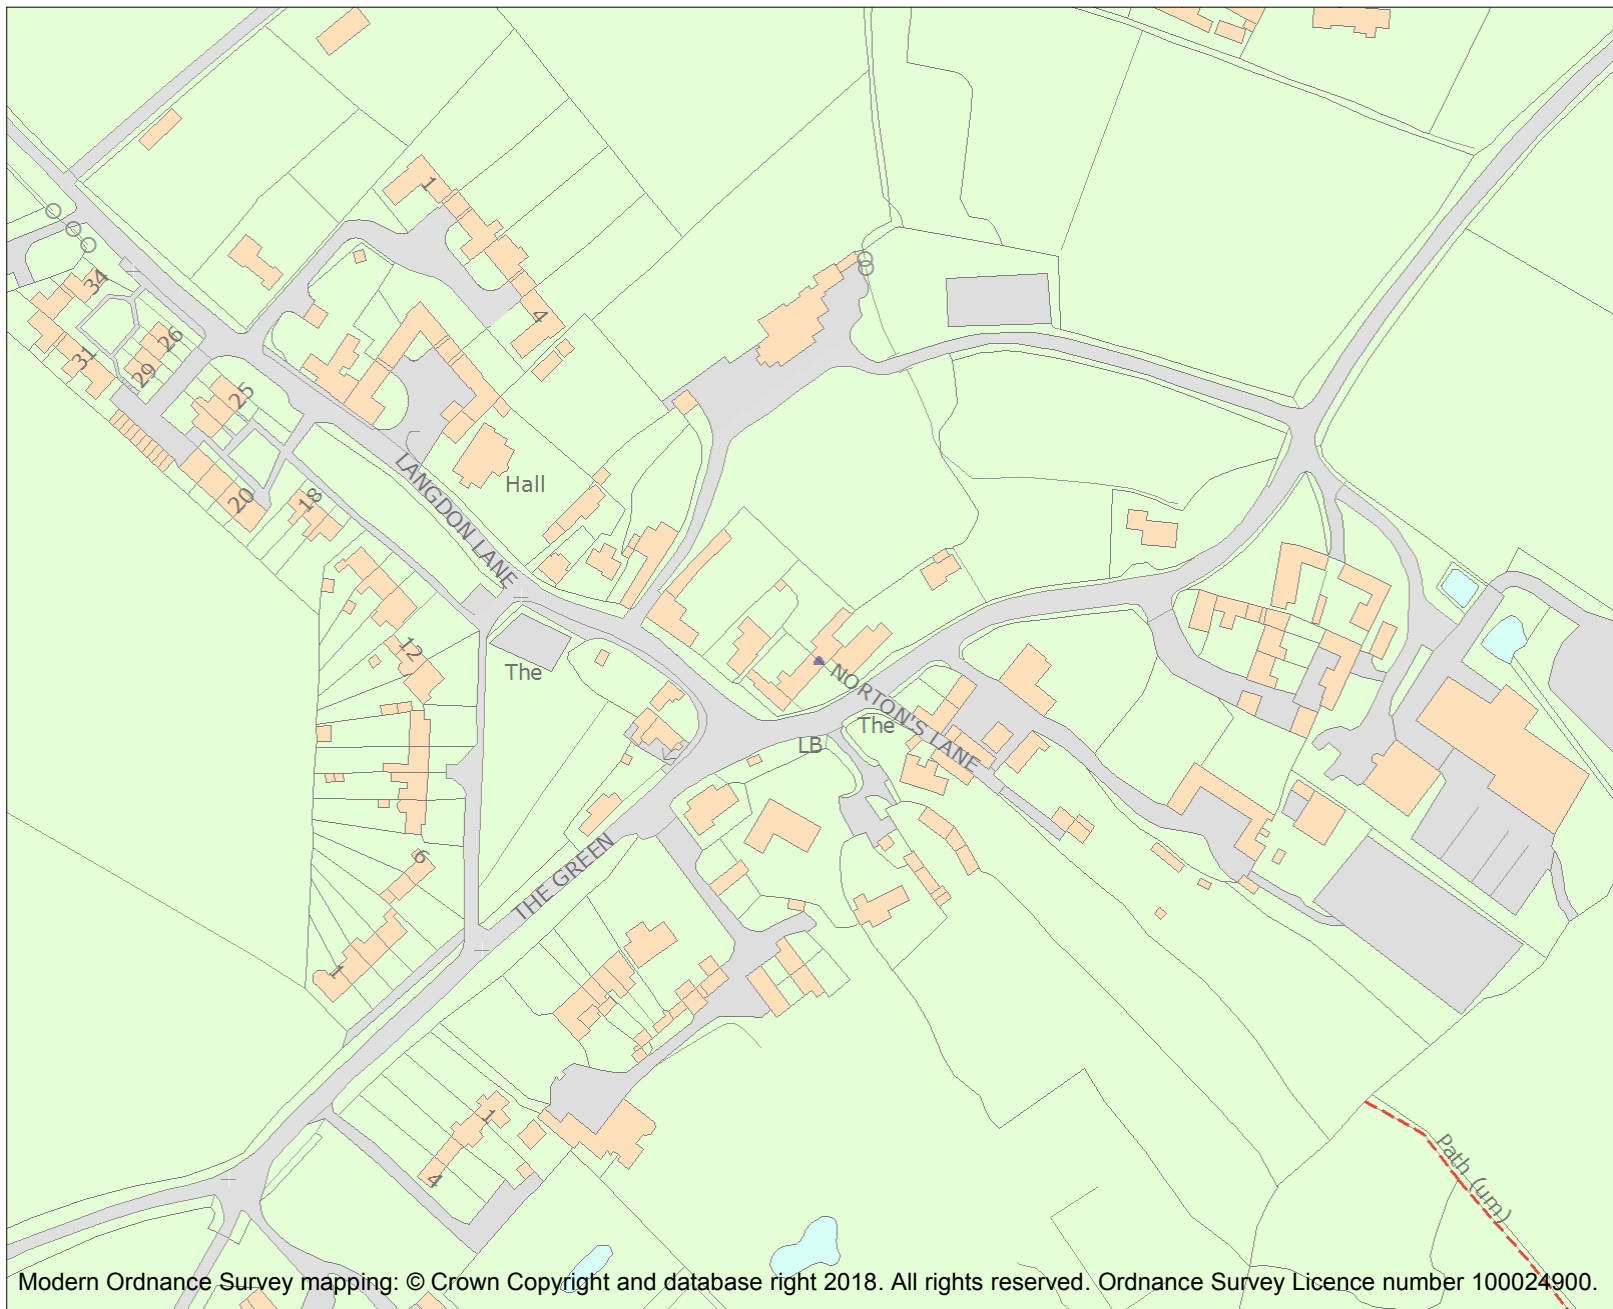 1
34
4
26
31
29
25
LANGDON LANE
Hall
20
18
12
The
NORTON'S LANE
The
LB
6
THE GREEN
1
1
4
Path (um)
Modern Ordnance Survey mapping: © Crown Copyright and database right 2018. All rights reserved. Ordnance Survey Licence number 100024900.